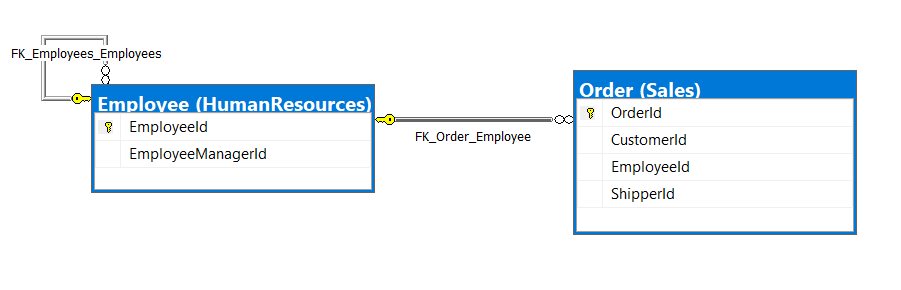 FK_Employees_Employees
Employee (HumanResources)
EmployeeId
EmployeeManagerId
FK_Order_Employee
Order (Sales)
OrderId
CustomerId
EmployeeId
ShipperId